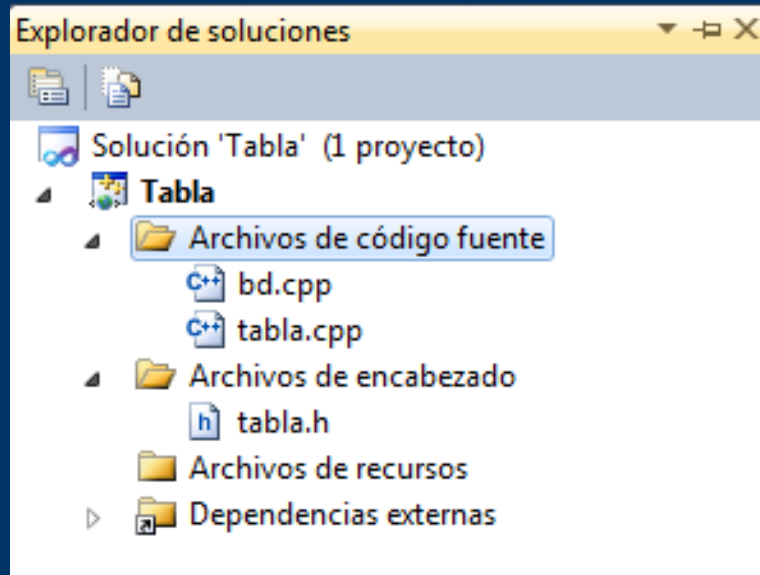 Explorador de soluciones
Solución 'Tabla' (1 proyecto)
Tabla
Archivos de código fuente
C++ bd.cpp
C++ tabla.cpp
Archivos de encabezado
h tabla.h
Archivos de recursos
Dependencias externas